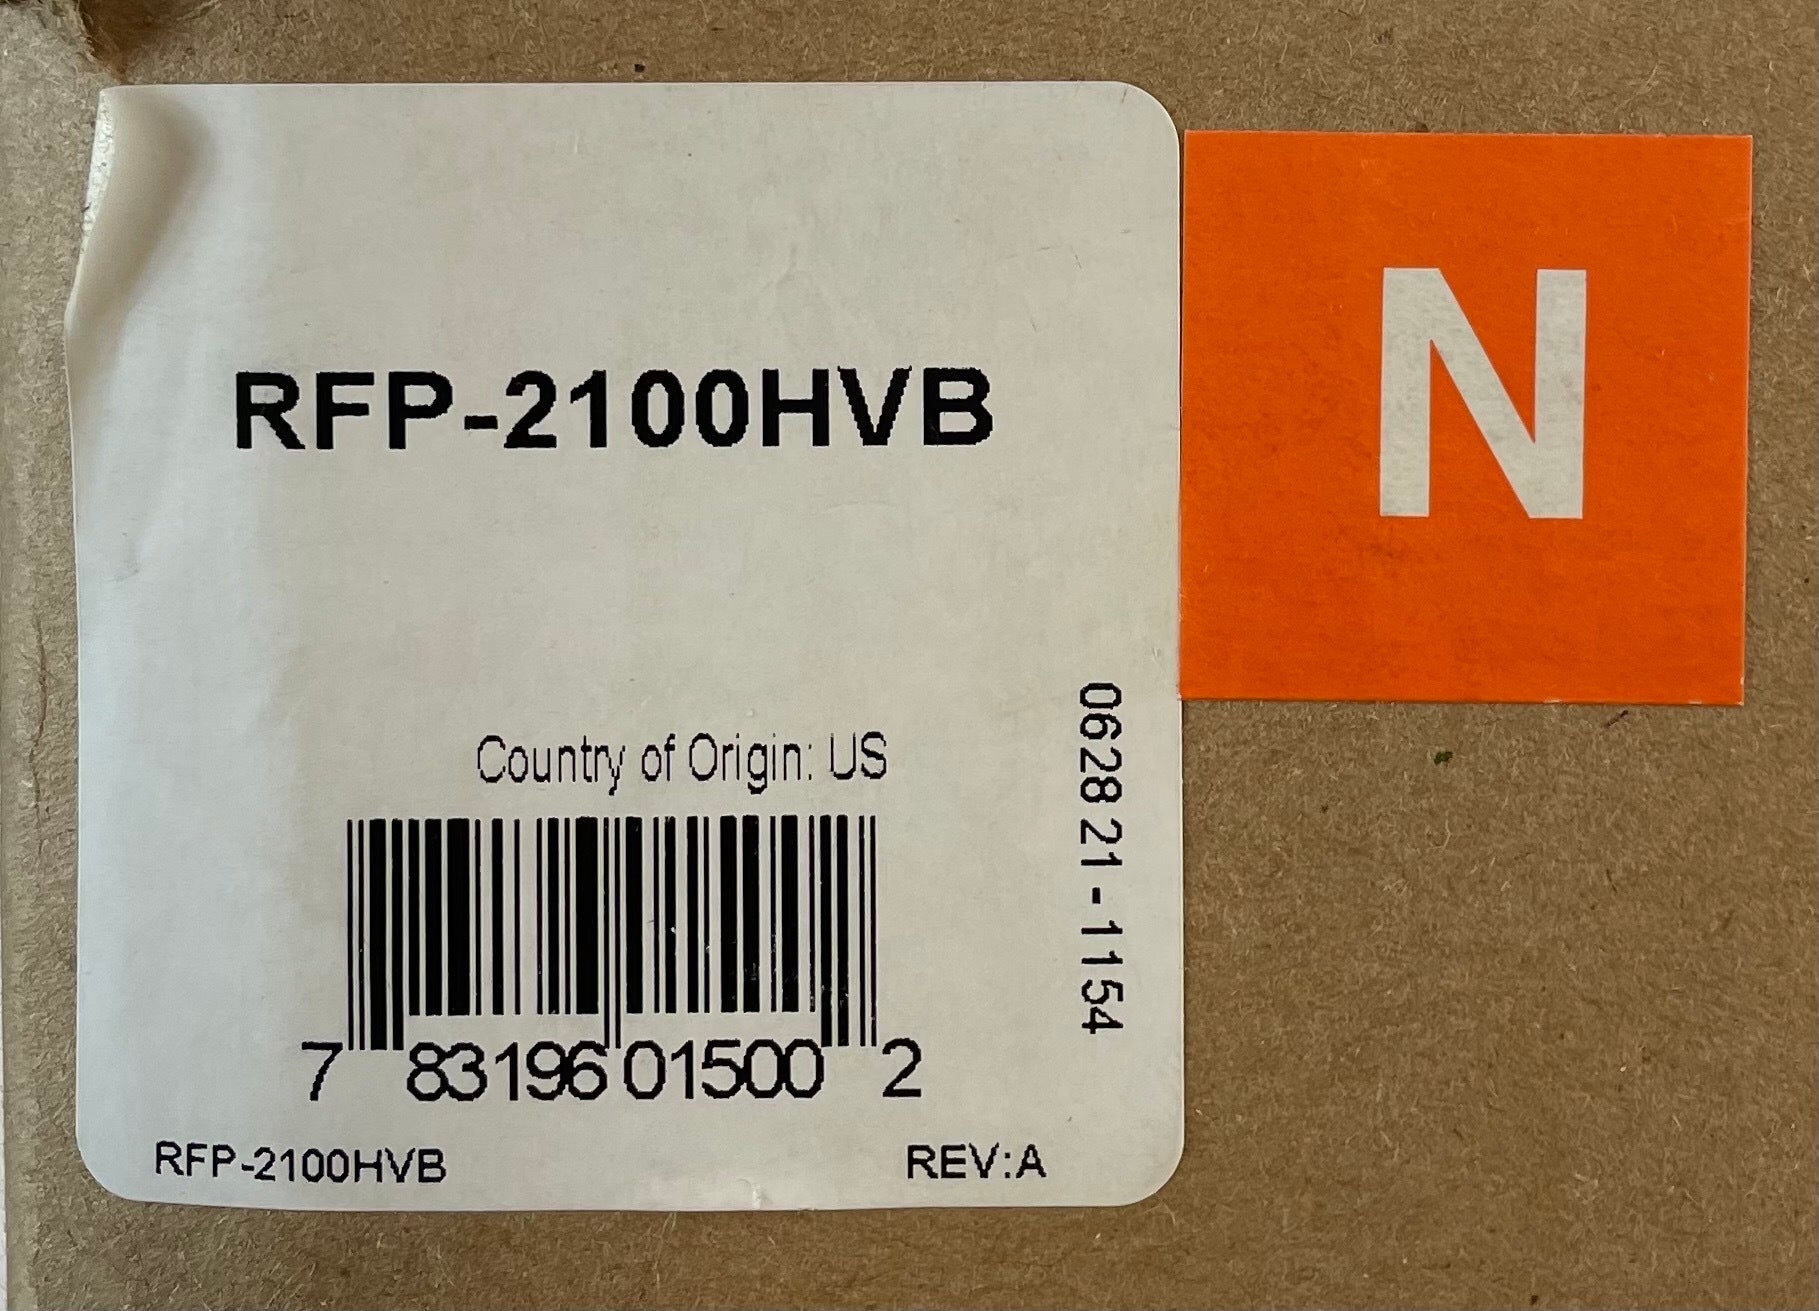 RFP-2100HVB
N
Country of Origin: US
0628 21 - 1154
7 83196 01500 2
RFP-2100HVB
REV:A